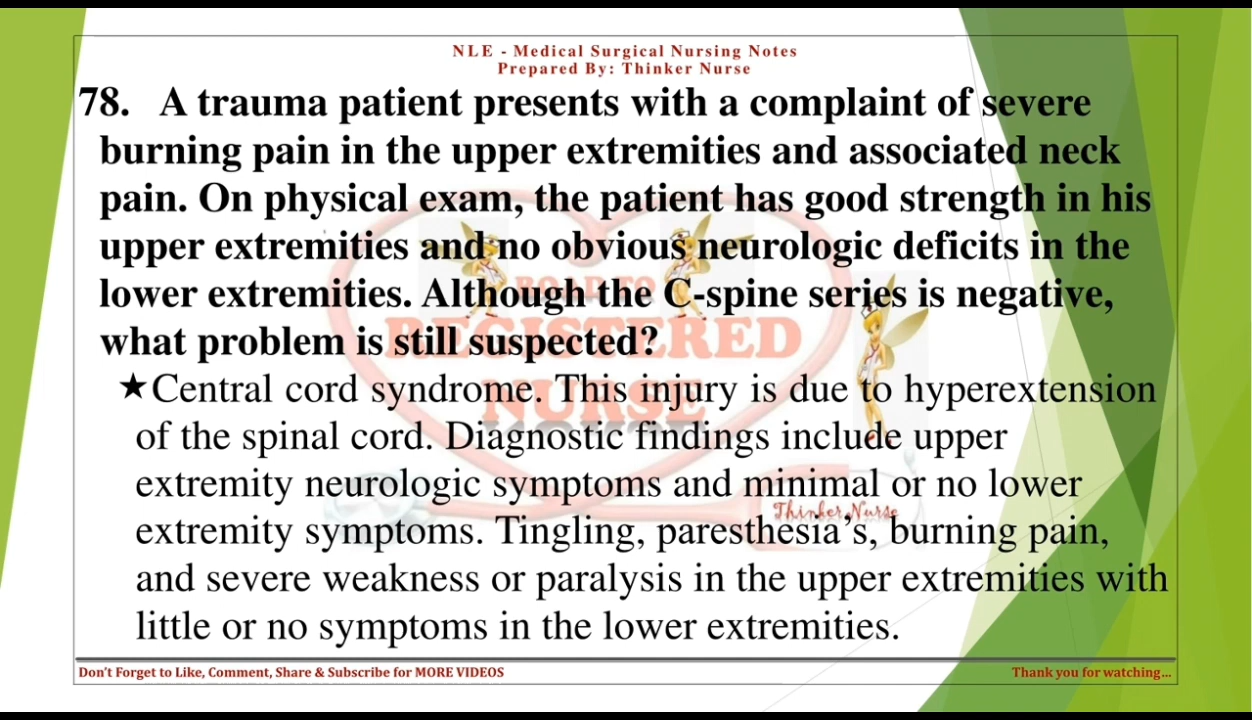 NLE - Medical Surgical Nursing Notes
Prepared By: Thinker Nurse
78. A trauma patient presents with a complaint of severe
burning pain in the upper extremities and associated neck
pain. On physical exam, the patient has good strength in his
upper extremities and no obvious neurologic deficits in the
lower extremities. Although the C-spine series is negative,
what problem is still suspected?
★Central cord syndrome. This injury is due to hyperextension
of the spinal cord. Diagnostic findings include upper
extremity neurologic symptoms and minimal or no lower
extremity symptoms. Tingling, paresthesia’s, burning pain,
and severe weakness or paralysis in the upper extremities with
little or no symptoms in the lower extremities.
ROAD TO
REGISTERED
NURSE
Thinker Nurse
Don’t Forget to Like, Comment, Share & Subscribe for MORE VIDEOS
Thank you for watching...